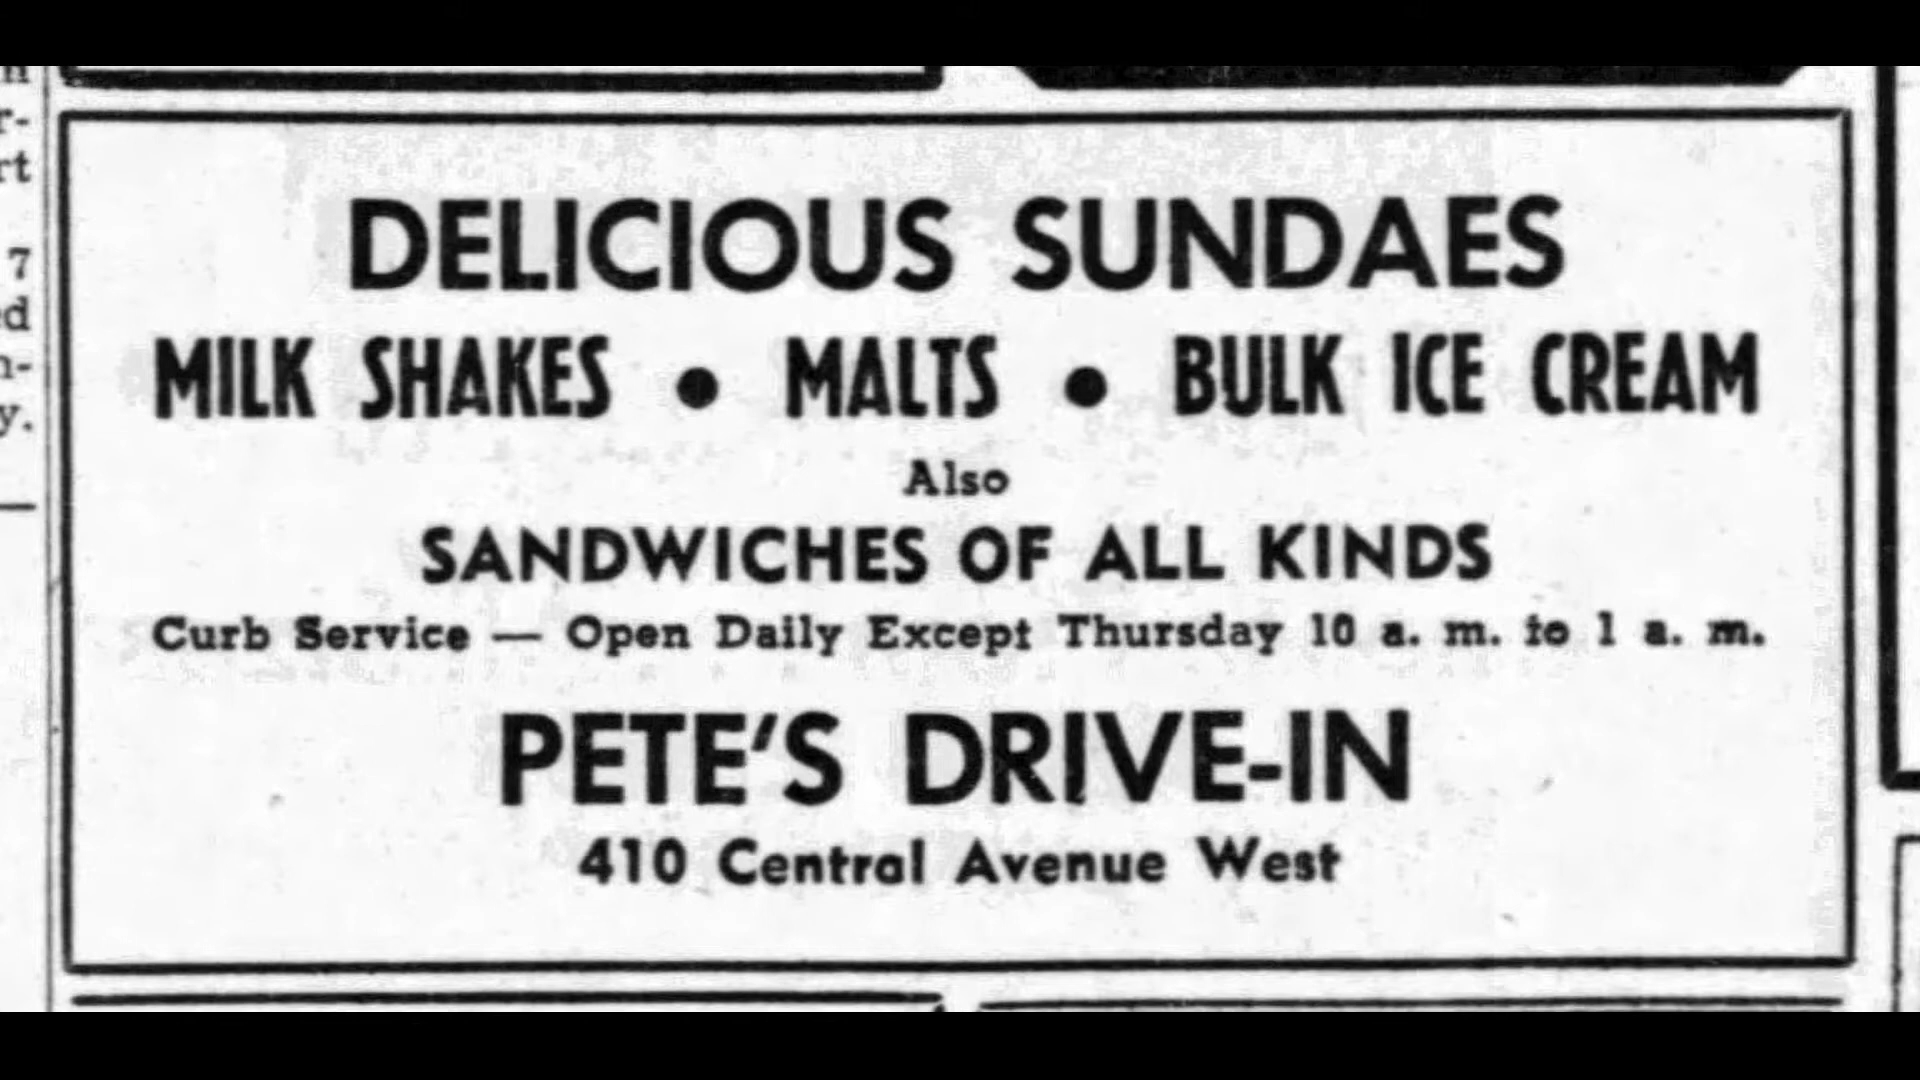 DELICIOUS SUNDAES
MILK SHAKES • MALTS • BULK ICE CREAM
Also
SANDWICHES OF ALL KINDS
Curb Service — Open Daily Except Thursday 10 a. m. to 1 a. m.
PETE'S DRIVE-IN
410 Central Avenue West